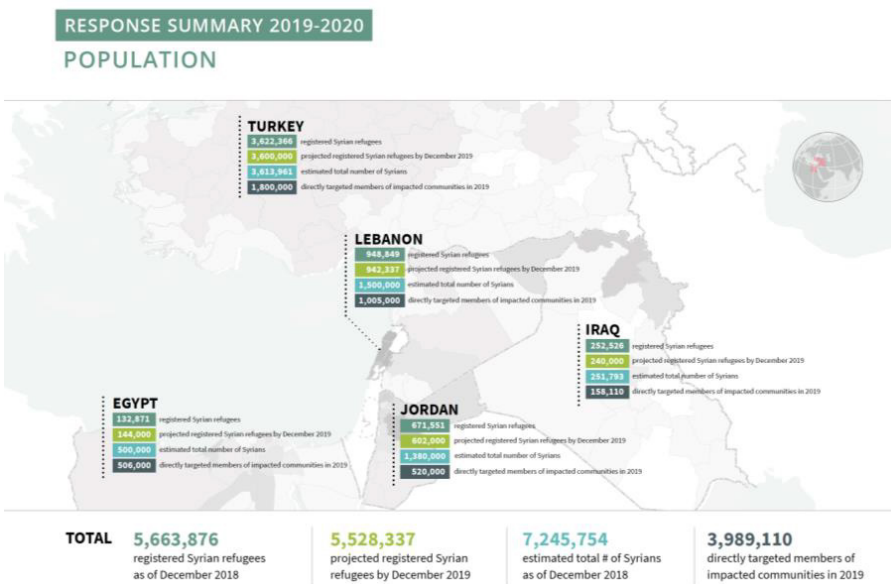 RESPONSE SUMMARY 2019-2020
POPULATION
TURKEY
3,622,366 registered Syrian refugees
3,600,000 projected registered Syrian refugees by December 2019
3,613,961 estimated total number of Syrians
1,800,000 directly targeted members of impacted communities in 2019
LEBANON
948,849 registered Syrian refugees
942,337 projected registered Syrian refugees by December 2019
1,500,000 estimated total number of Syrians
1,005,000 directly targeted members of impacted communities in 2019
IRAQ
252,526 registered Syrian refugees
240,000 projected registered Syrian refugees by December 2019
251,793 estimated total number of Syrians
158,110 directly targeted members of impacted communities in 2019
EGYPT
132,871 registered Syrian refugees
144,000 projected registered Syrian refugees by December 2019
500,000 estimated total number of Syrians
506,000 directly targeted members of impacted communities in 2019
JORDAN
671,551 registered Syrian refugees
602,000 projected registered Syrian refugees by December 2019
1,380,000 estimated total number of Syrians
520,000 directly targeted members of impacted communities in 2019
TOTAL
5,663,876
registered Syrian refugees
as of December 2018
5,528,337
projected registered Syrian
refugees by December 2019
7,245,754
estimated total # of Syrians
as of December 2018
3,989,110
directly targeted members of
impacted communities in 2019